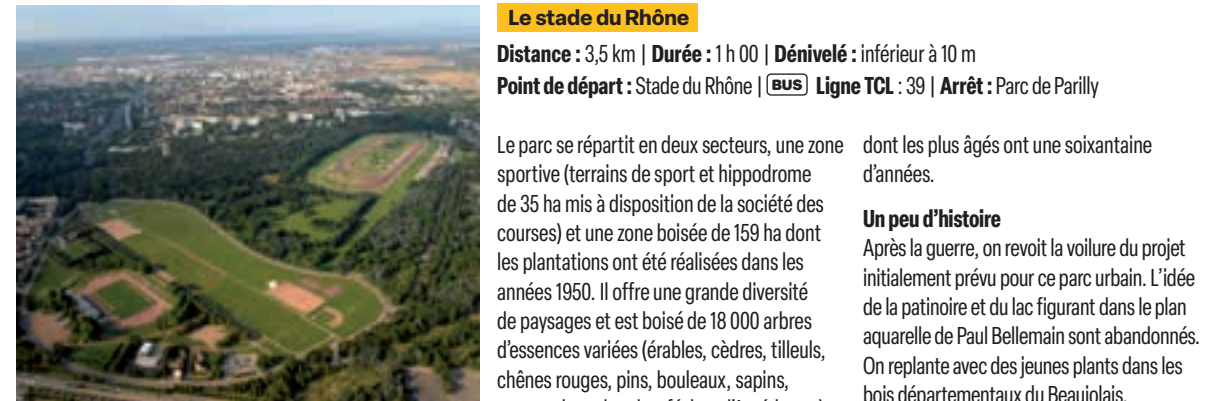 Le stade du Rhône
Distance : 3,5 km | Durée : 1 h 00 | Dénivelé : inférieur à 10 m
Point de départ : Stade du Rhône | BUS Ligne TCL : 39 | Arrêt : Parc de Parilly
Le parc se répartit en deux secteurs, une zone
sportive (terrains de sport et hippodrome
de 35 ha mis à disposition de la société des
courses) et une zone boisée de 159 ha dont
les plantations ont été réalisées dans les
années 1950. Il offre une grande diversité
de paysages et est boisé de 18 000 arbres
d'essences variées (érables, cèdres, tilleuls,
chênes rouges, pins, bouleaux, sapins,
dont les plus âgés ont une soixantaine
d'années.
Un peu d'histoire
Après la guerre, on revoit la voilure du projet
initialement prévu pour ce parc urbain. L'idée
de la patinoire et du lac figurant dans le plan
aquarelle de Paul Bellemain sont abandonnés.
On replante avec des jeunes plants dans les
bois départementaux du Beaujolais.